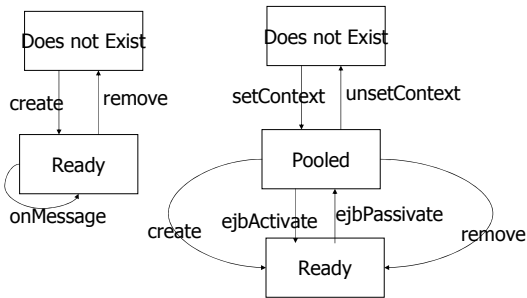 Does not Exist
create
remove
Ready
onMessage
Does not Exist
setContext
unsetContext
Pooled
create
ejbActivate
ejbPassivate
remove
Ready